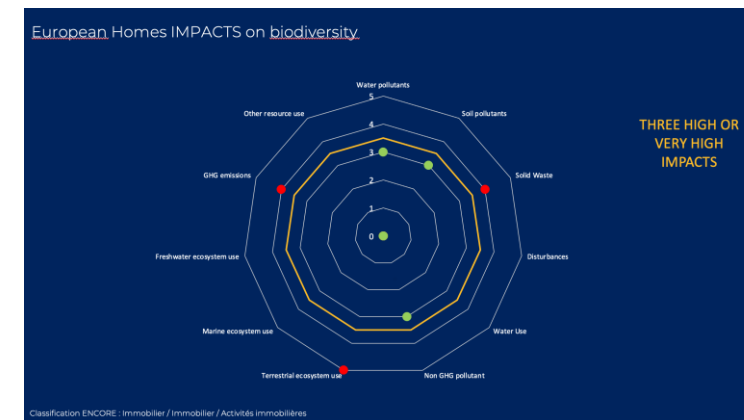 European Homes IMPACTS on biodiversity
Water pollutants
5
Other resource use
Soil pollutants
4
THREE HIGH OR
VERY HIGH
IMPACTS
3
GHG emissions
Solid Waste
2
1
0
Freshwater ecosystem use
Disturbances
Marine ecosystem use
Water Use
Terrestrial ecosystem use
Non GHG pollutant
Classification ENCORE : Immobilier / Immobilier / Activités immobilières